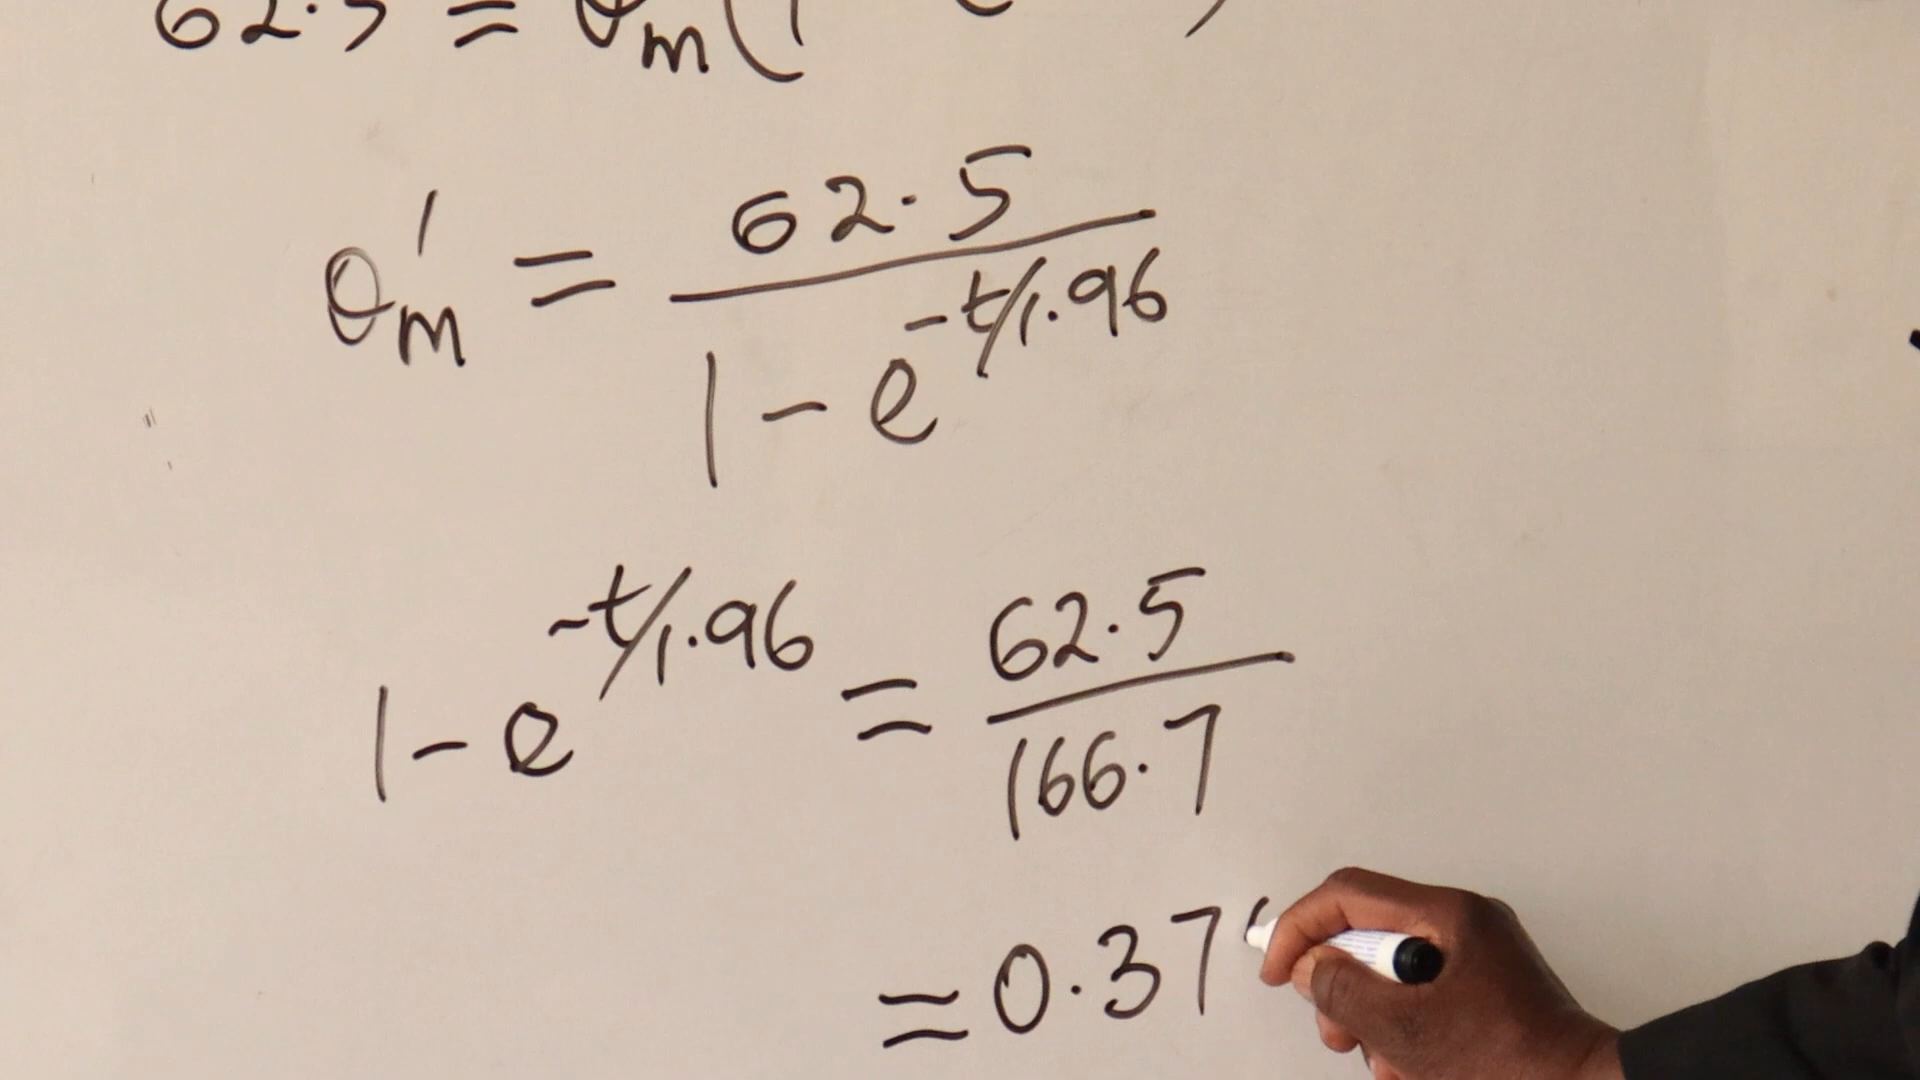 62.5 = θm(1
θ'm = 62.5 / 1 - e^-t/1.96
1 - e^-t/1.96 = 62.5 / 166.7
= 0.37